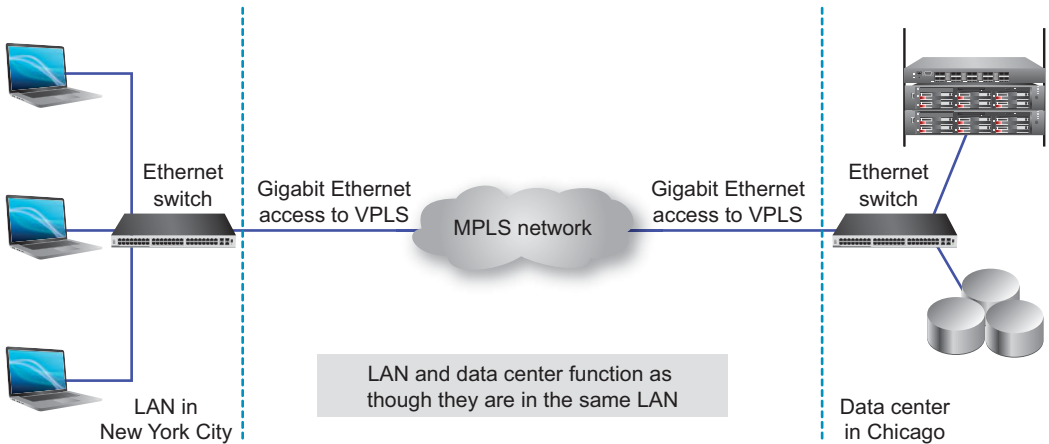 Ethernet
switch
Gigabit Ethernet
access to VPLS
MPLS network
Gigabit Ethernet
access to VPLS
Ethernet
switch
LAN and data center function as
though they are in the same LAN
LAN in
New York City
Data center
in Chicago